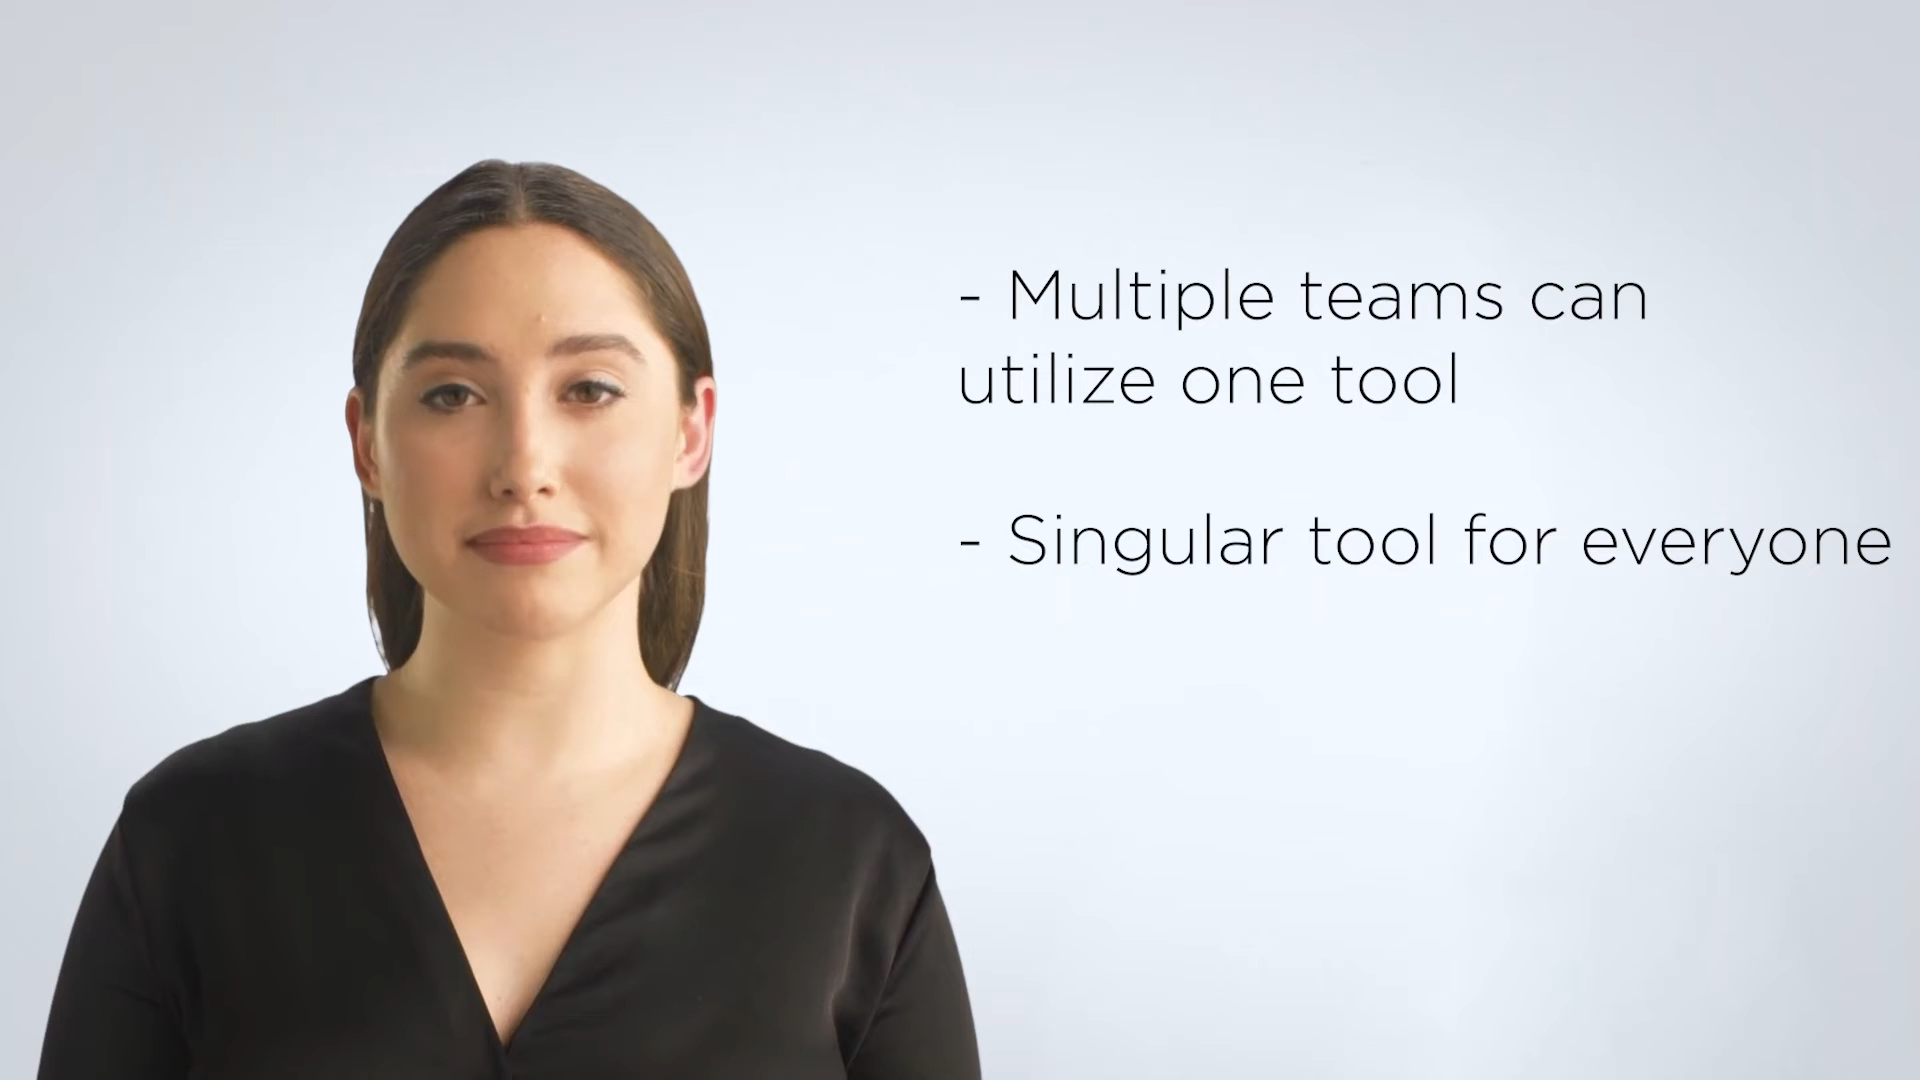 - Multiple teams can
utilize one tool
- Singular tool for everyone